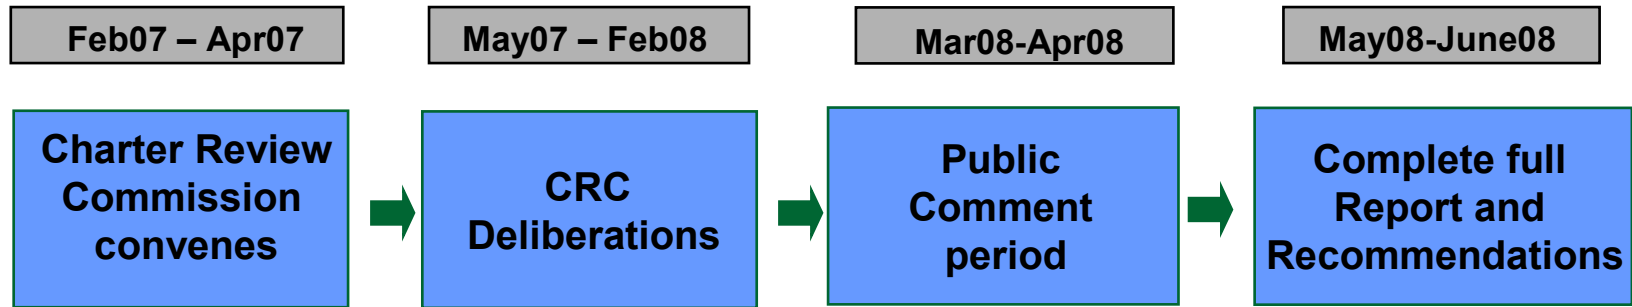 Feb07 – Apr07
May07 – Feb08
Mar08-Apr08
May08-June08
Charter Review
Commission
convenes
CRC
Deliberations
Public
Comment
period
Complete full
Report and
Recommendations